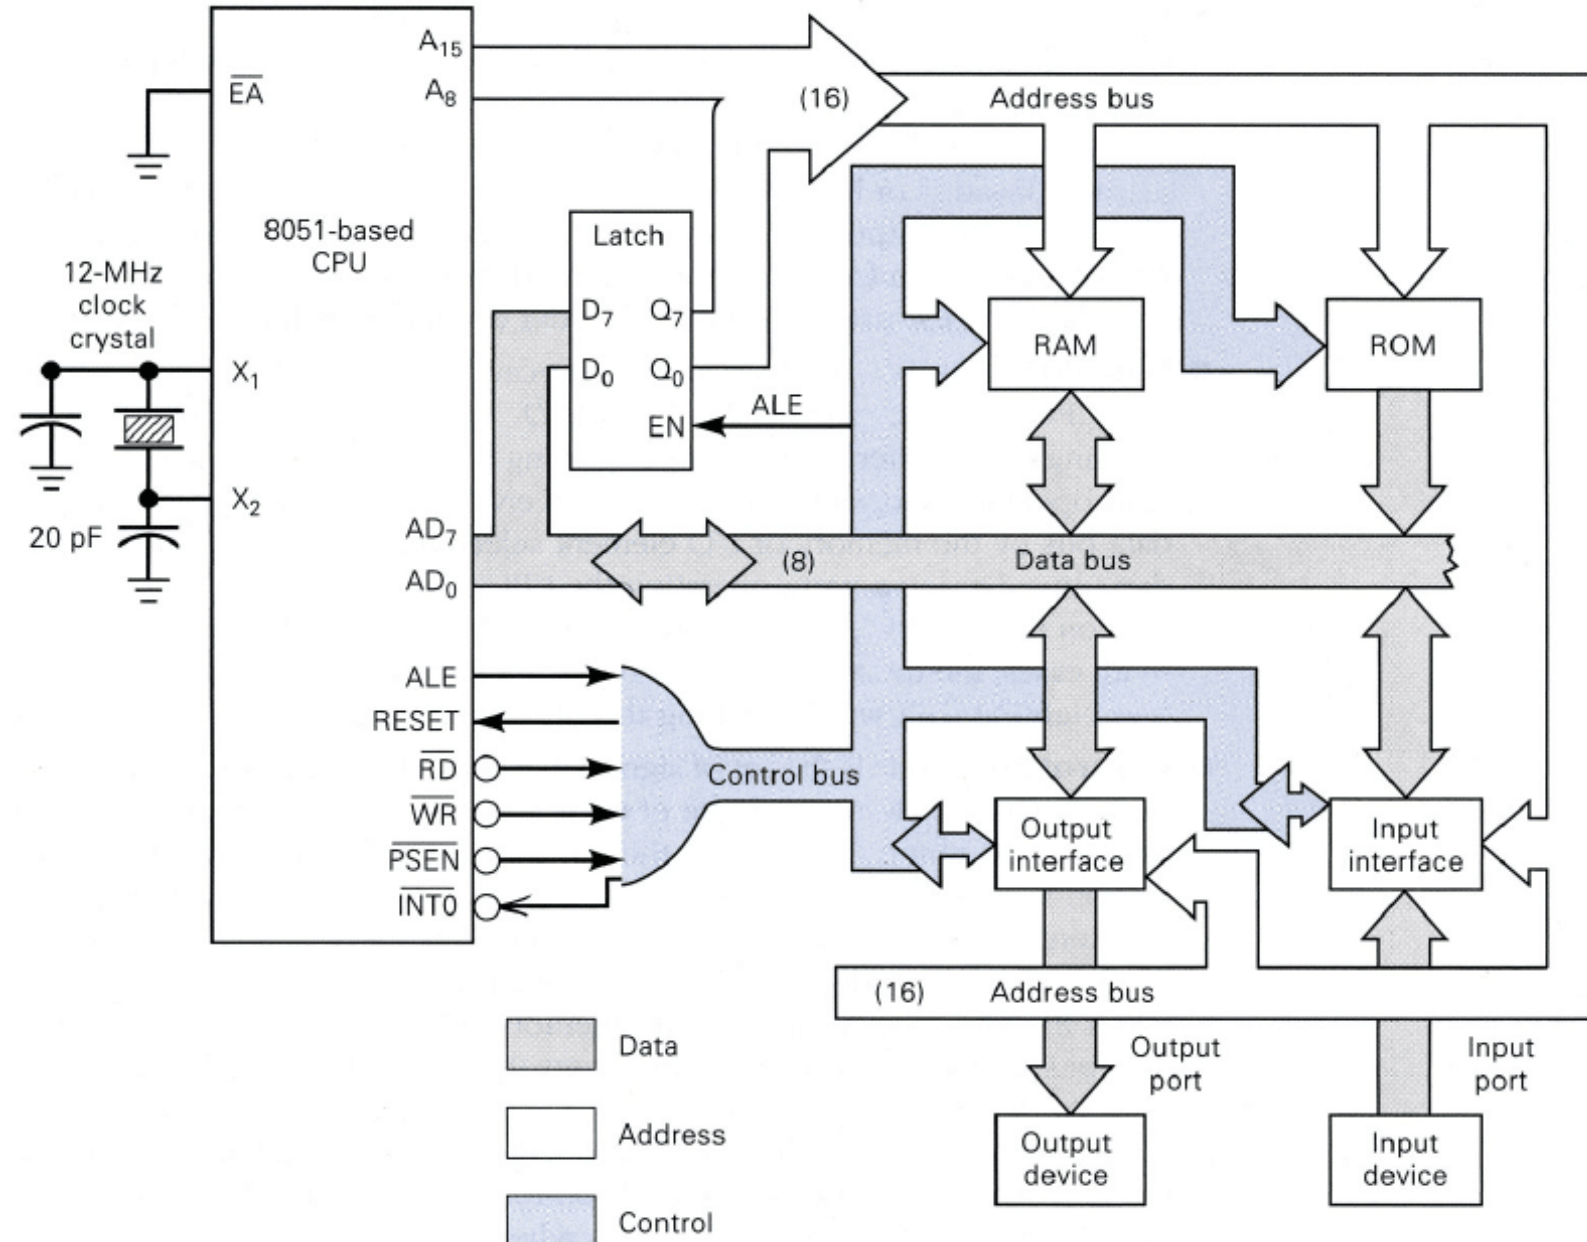 A15
A8
EA
(16)
Address bus
8051-based
CPU
Latch
12-MHz
clock
crystal
D7
Q7
D0
Q0
EN
ALE
RAM
ROM
X1
X2
20 pF
AD7
AD0
(8)
Data bus
ALE
RESET
RD
WR
PSEN
INT0
Control bus
Output
interface
Input
interface
(16)
Address bus
Data
Address
Control
Output
port
Input
port
Output
device
Input
device